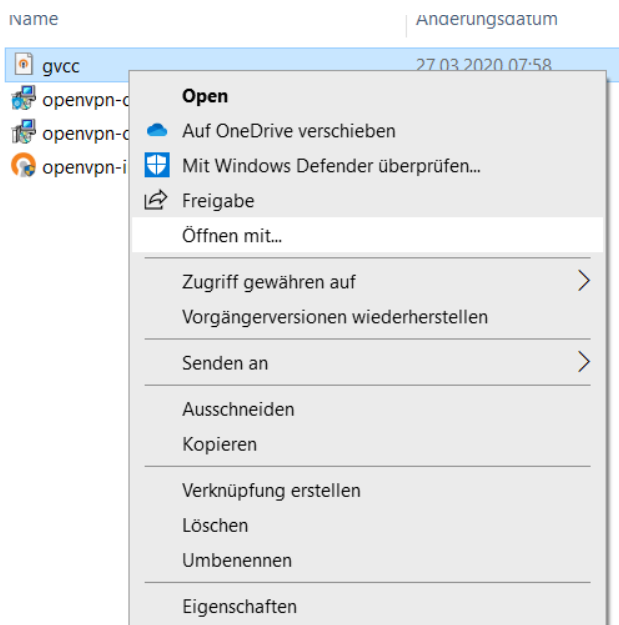 Name Änderungsdatum
gvcc 27.03.2020 07:58
openvpn-c
openvpn-c
openvpn-i
Open
Auf OneDrive verschieben
Mit Windows Defender überprüfen...
Freigabe
Öffnen mit...
Zugriff gewähren auf
Vorgängerversionen wiederherstellen
Senden an
Ausschneiden
Kopieren
Verknüpfung erstellen
Löschen
Umbenennen
Eigenschaften